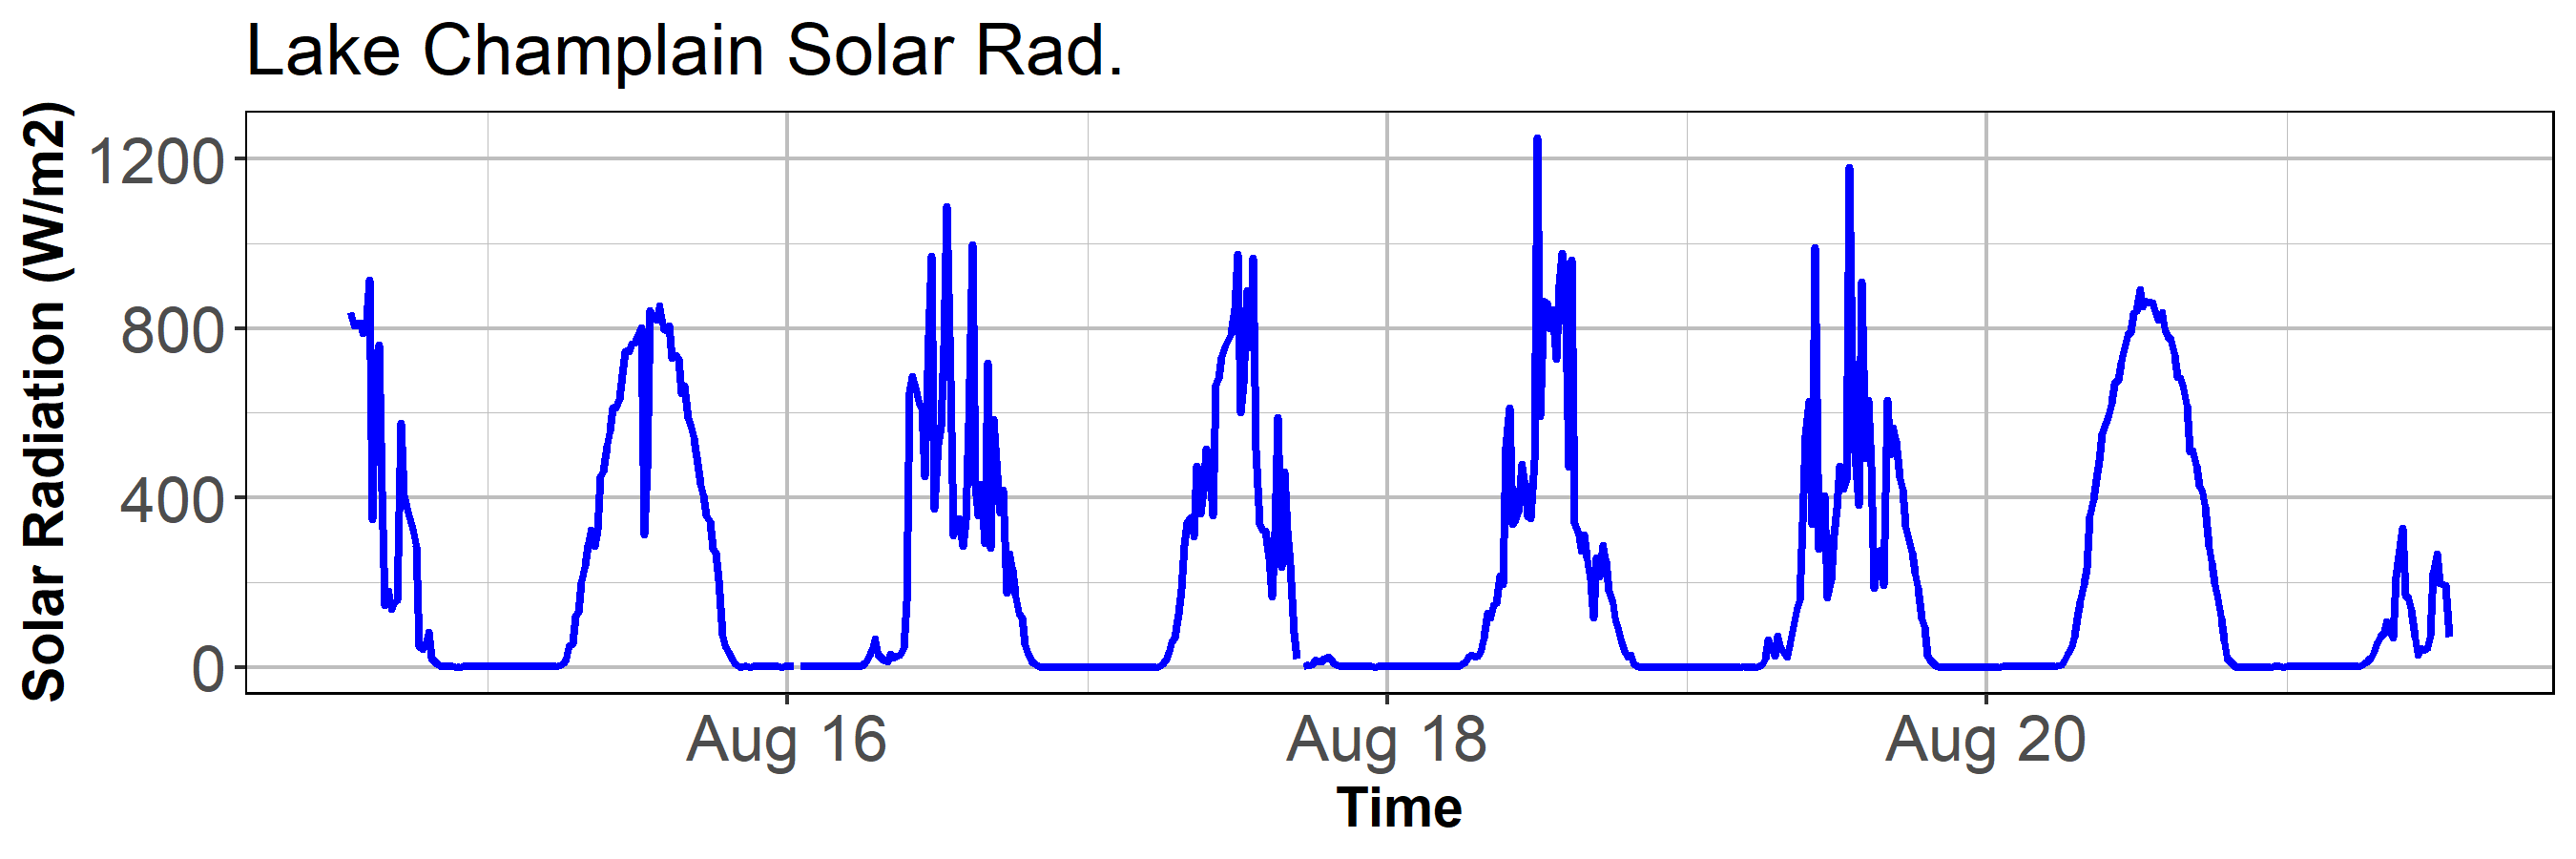 Lake Champlain Solar Rad.
Solar Radiation (W/m2)
1200
800
400
0
Aug 16
Aug 18
Aug 20
Time